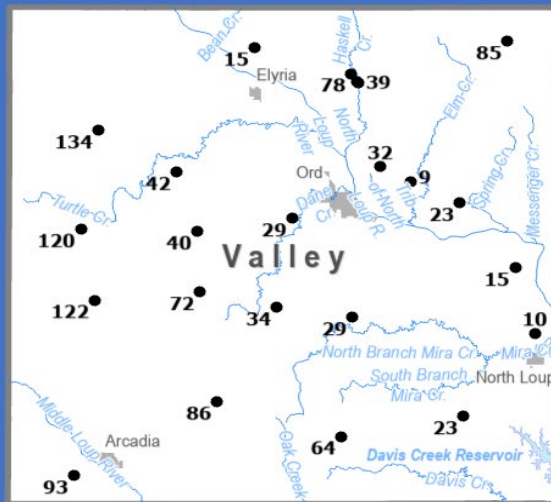 Bean Cr.
15
Elyria
Haskell
Cr.
78
39
85
Elm Cr.
134
Loup
River
North
42
32
Ord
9
Turtle Cr.
Dane
Cr.
Loup R.
of North
Trib
Spring Cr.
Messenger Cr.
23
120
40
29
Valley
15
122
72
34
29
10
North Branch Mira Cr.
Mira Cr.
South Branch
Mira Cr.
North Loup
86
Middle Loup River
Arcadia
Oak Creek
64
23
Davis Creek Reservoir
Davis Cr.
93